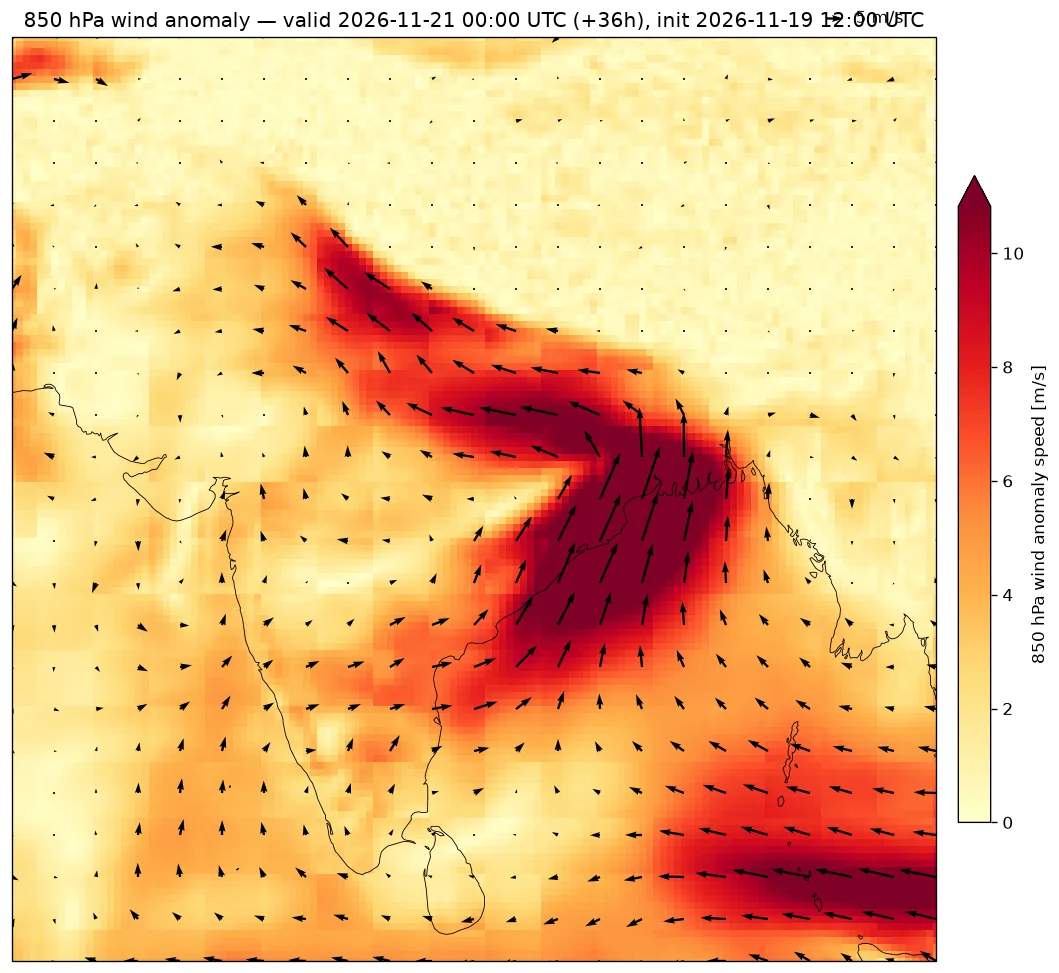 850 hPa wind anomaly — valid 2026-11-21 00:00 UTC (+36h), init 2026-11-19 12:00 UTC
5 m/s
10
8
6
4
2
0
850 hPa wind anomaly speed [m/s]